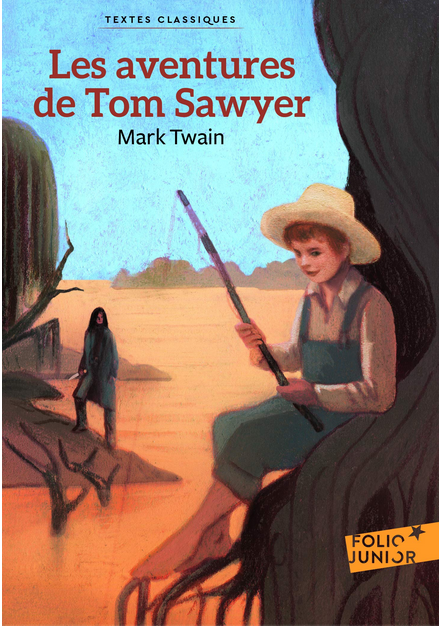 TEXTES CLASSIQUES
Les aventures
de Tom Sawyer
Mark Twain
FOLIO
JUNIOR